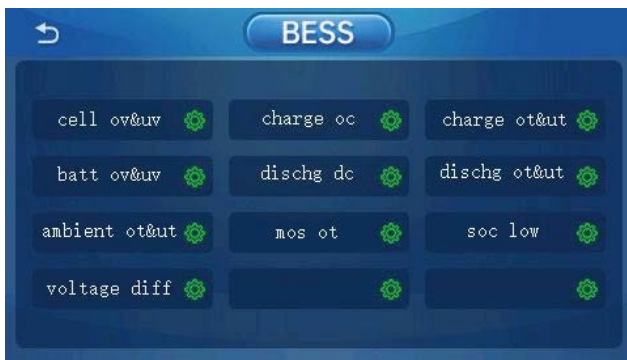 BESS
cell ov&uv
charge oc
charge ot&ut
batt ov&uv
dischg dc
dischg ot&ut
ambient ot&ut
mos ot
soc low
voltage diff